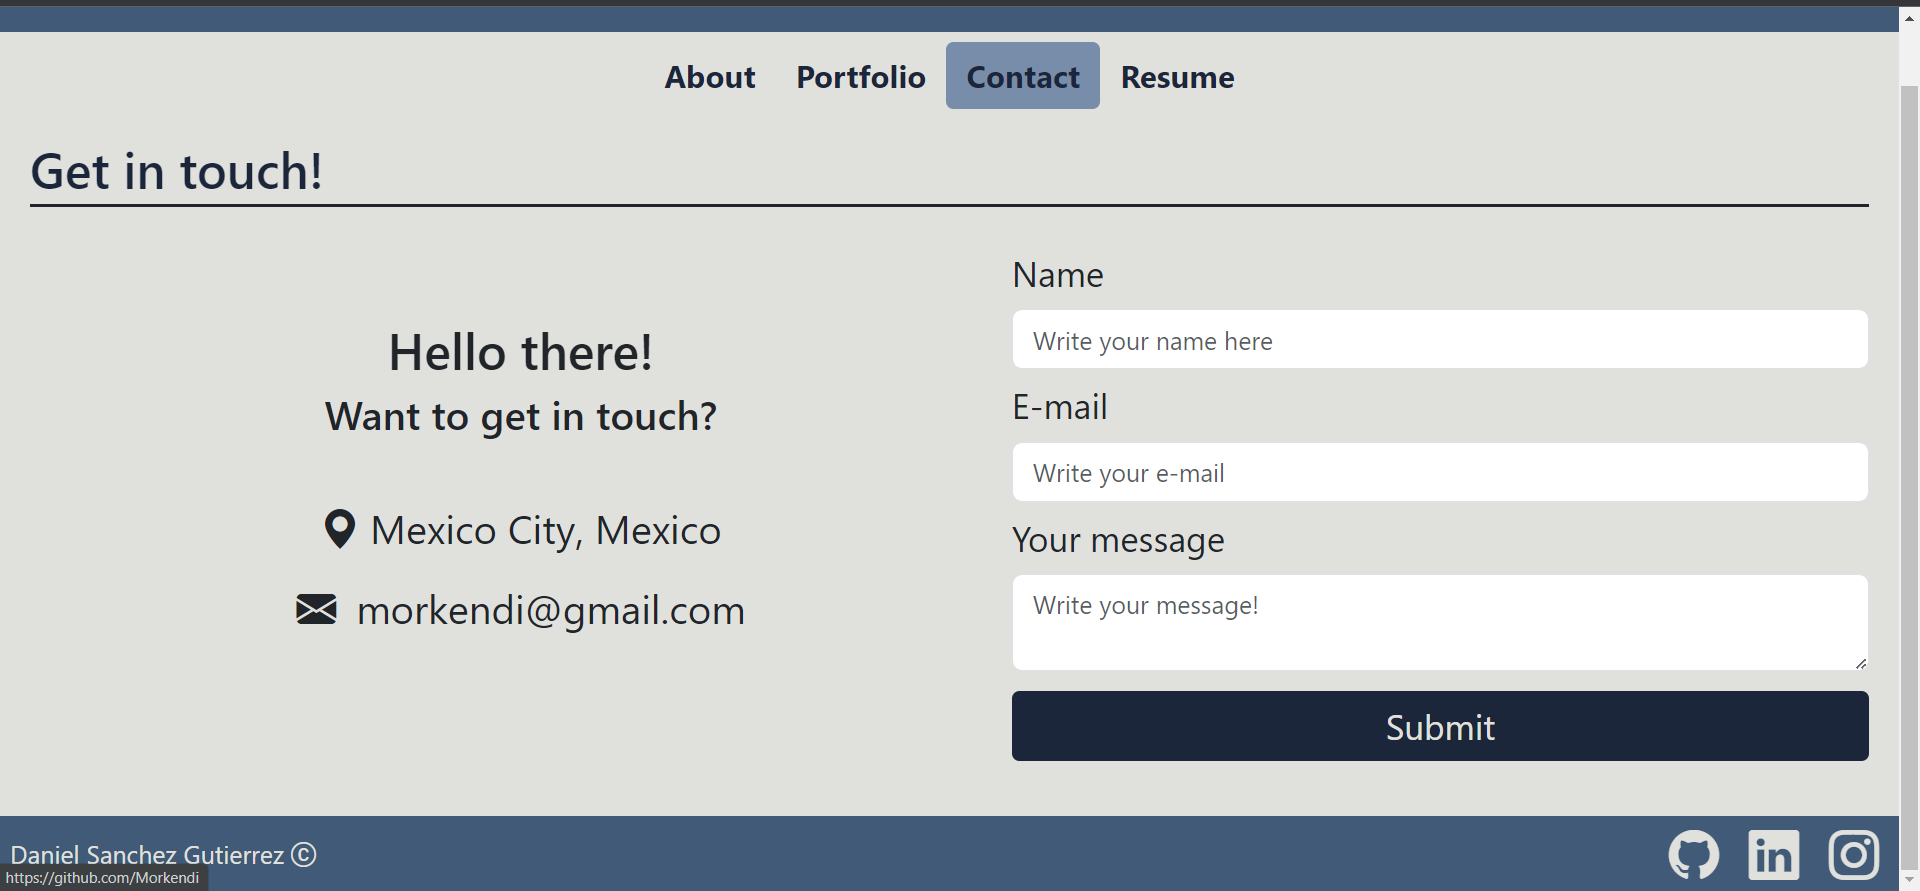 About Portfolio Contact Resume
Get in touch!
Hello there!
Want to get in touch?
Mexico City, Mexico
morkendi@gmail.com
Name
Write your name here
E-mail
Write your e-mail
Your message
Write your message!
Submit
Daniel Sanchez Gutierrez ©
in
https://github.com/Morkendi